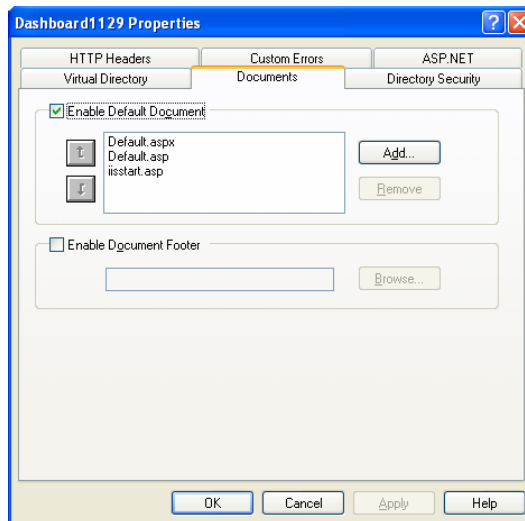 Dashboard1129 Properties
HTTP Headers Custom Errors ASP.NET
Virtual Directory Documents Directory Security
Enable Default Document
Default.aspx
Default.asp
iisstart.asp
Add...
Remove
Enable Document Footer
Browse...
OK Cancel Apply Help